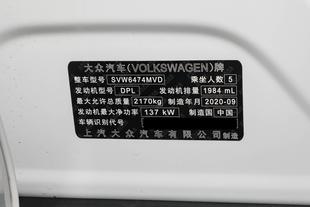 大众汽车(VOLKSWAGEN)牌
整车型号 SVW6474MVD 乘坐人数 5
发动机型号 DPL 发动机排量 1984 mL
最大允许总质量 2170kg 制造年月 2020-09
发动机最大净功率 137 kW 制造国 中国
车辆识别代号
上汽大众汽车有限公司 制造